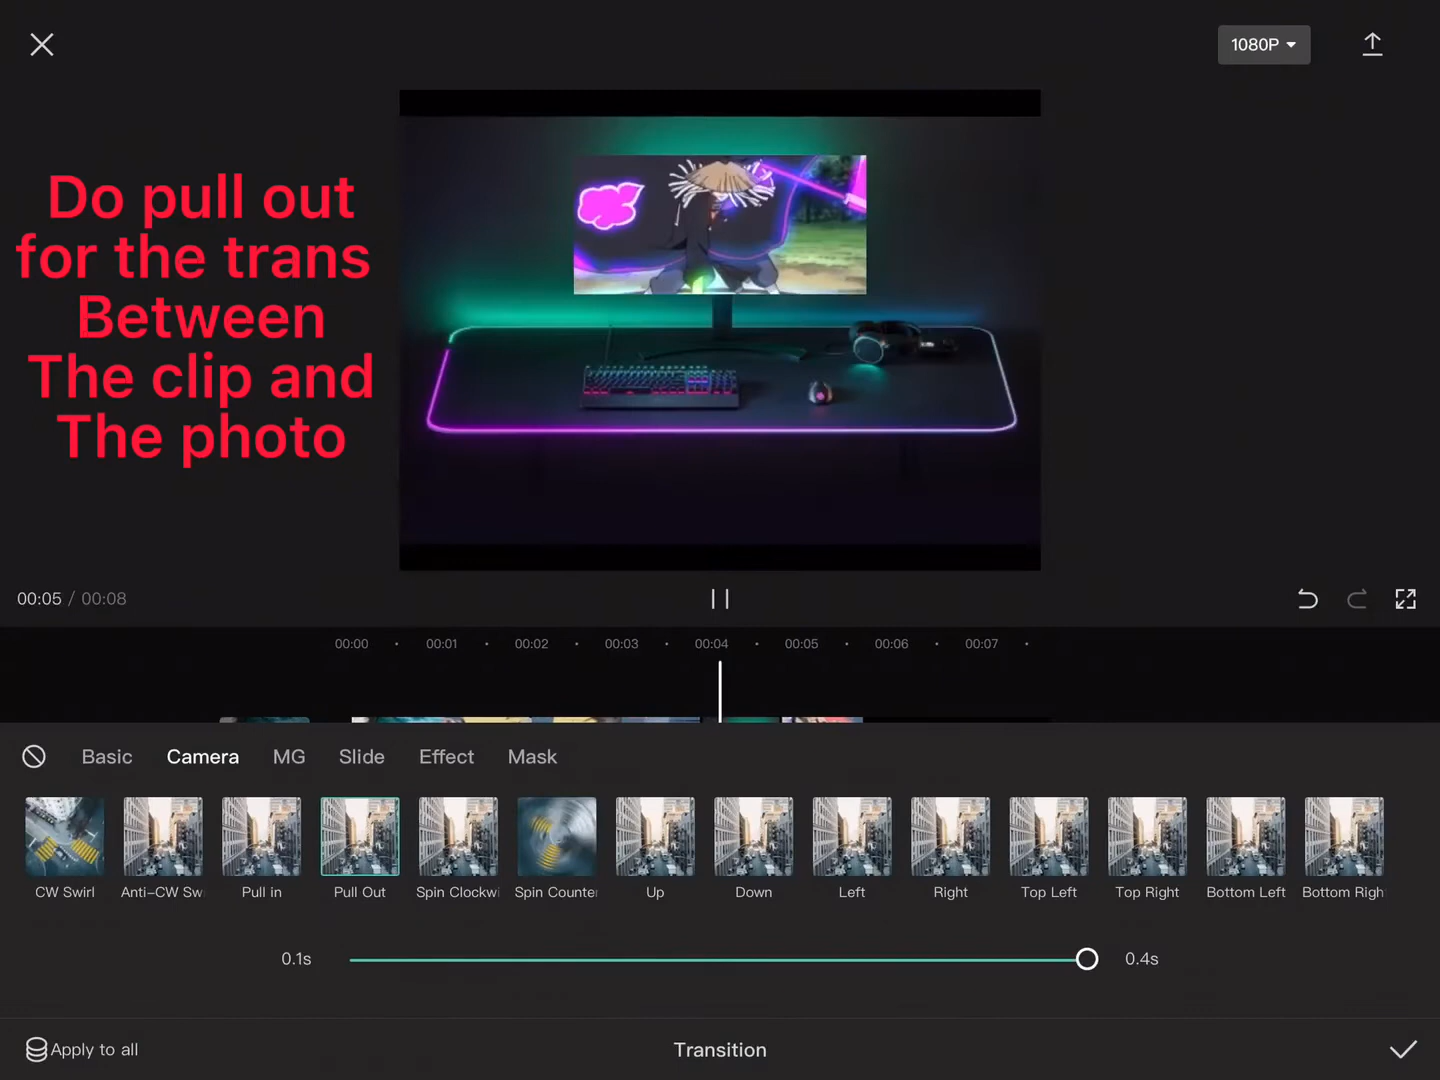 1080P
Do pull out
for the trans
Between
The clip and
The photo
00:05 / 00:08
00:00 00:01 00:02 00:03 00:04 00:05 00:06 00:07
Basic Camera MG Slide Effect Mask
CW Swirl Anti-CW Sw Pull in Pull Out Spin Clockwi Spin Counter Up Down Left Right Top Left Top Right Bottom Left Bottom Righ
0.1s 0.4s
Apply to all Transition